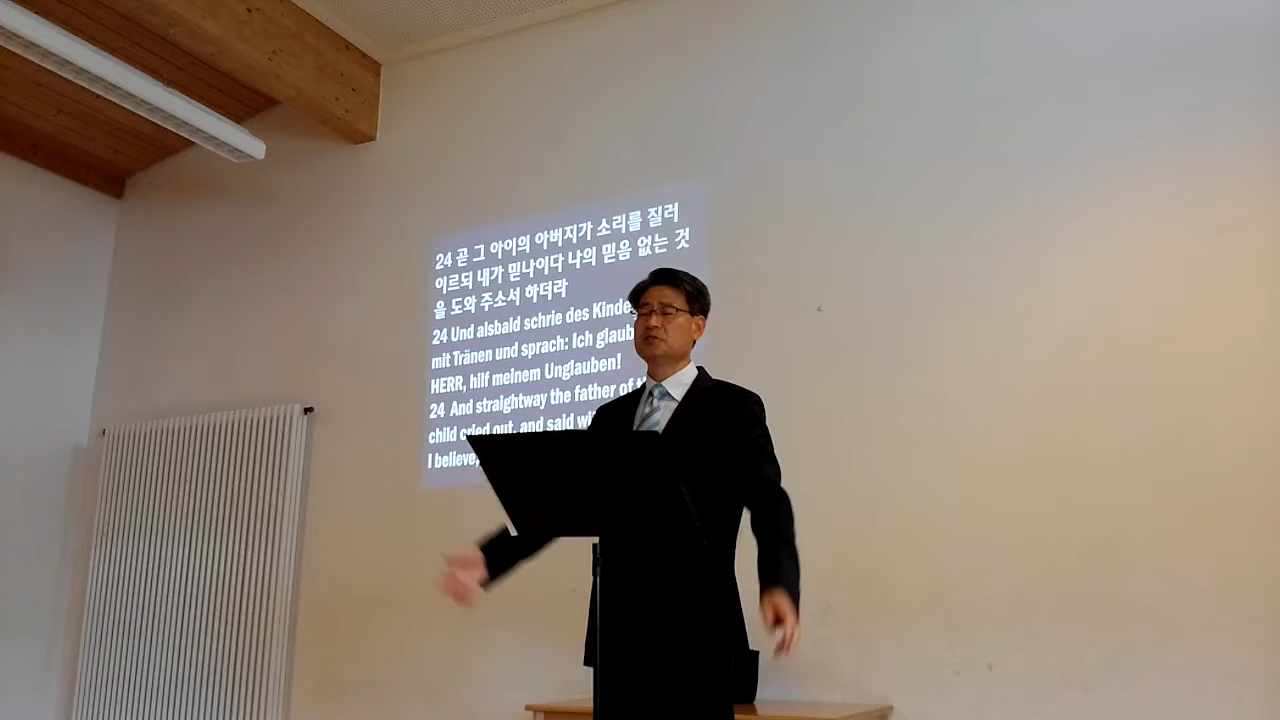 24 곧 그 아이의 아버지가 소리를 질러
이르되 내가 믿나이다 나의 믿음 없는 것
을 도와 주소서 하더라
24 Und alsbald schrie des Kinde
mit Tränen und sprach: Ich glaub
HERR, hilf meinem Unglauben!
24 And straightway the father of
child cried out, and said
I believe,